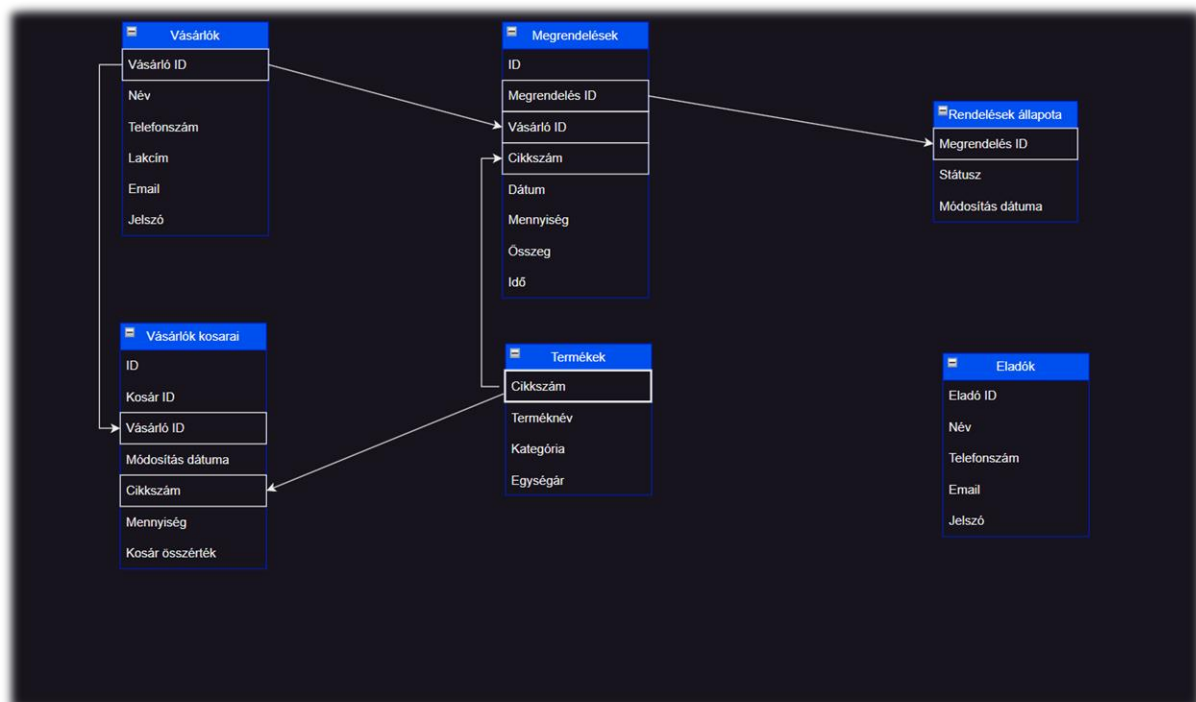 Vásárlók
Vásárló ID
Név
Telefonszám
Lakcím
Email
Jelszó
Megrendelések
ID
Megrendelés ID
Vásárló ID
Cikkszám
Dátum
Mennyiség
Összeg
Idő
Rendelések állapota
Megrendelés ID
Státusz
Módosítás dátuma
Vásárlók kosarai
ID
Kosár ID
Vásárló ID
Módosítás dátuma
Cikkszám
Mennyiség
Kosár összérték
Termékek
Cikkszám
Terméknév
Kategória
Egységár
Eladók
Eladó ID
Név
Telefonszám
Email
Jelszó